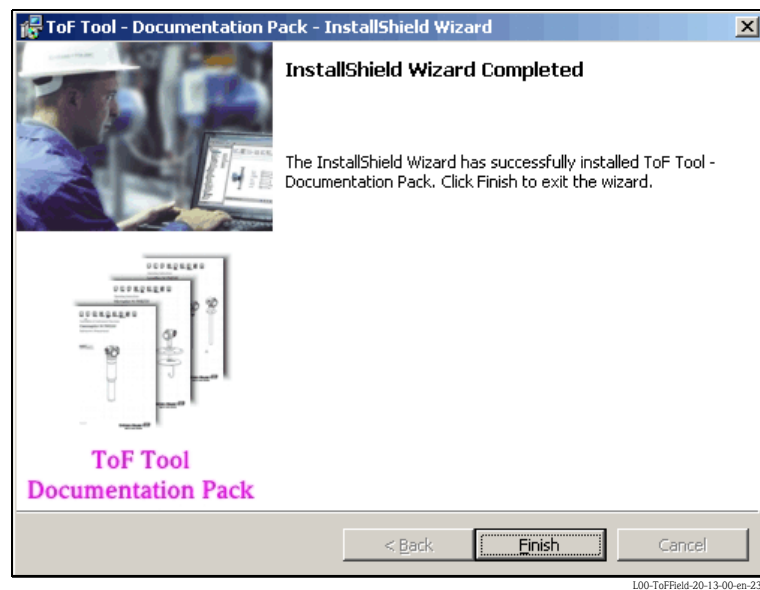 ToF Tool - Documentation Pack - InstallShield Wizard
InstallShield Wizard Completed
The InstallShield Wizard has successfully installed ToF Tool -
Documentation Pack. Click Finish to exit the wizard.
ToF Tool
Documentation Pack
< Back
Finish
Cancel
L00-ToFField-20-13-00-en-23